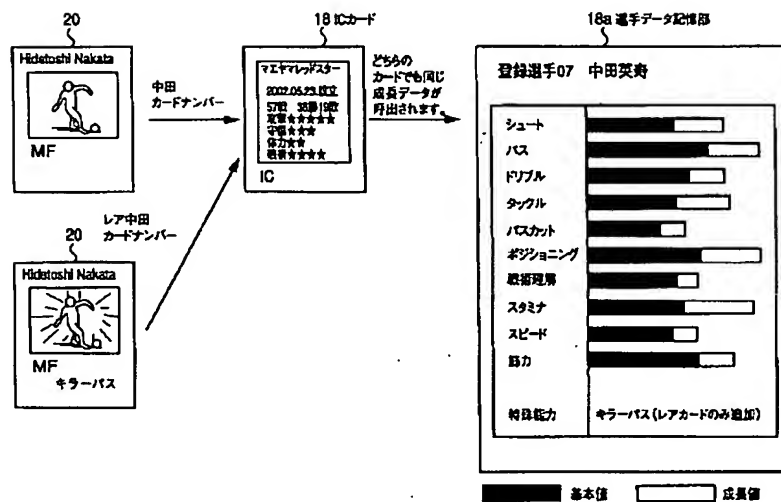 20
Hidetoshi Nakata
MF
中田
カードナンバー
レア中田
カードナンバー
20
Hidetoshi Nakata
MF
キラーパス
18 ICカード
マエヤマレッドスター
2002.05.23.設立
57戦 38勝19敗
攻撃★★★★★
守備★★★
体力★★
戦術★★★★
IC
どちらの
カードでも同じ
成長データが
呼出されます。
18a 選手データ記憶部
登録選手07 中田英寿
シュート
パス
ドリブル
タックル
パスカット
ポジショニング
戦術理解
スタミナ
スピード
筋力
特殊能力 キラーパス(レアカードのみ追加)
基本値 成長値